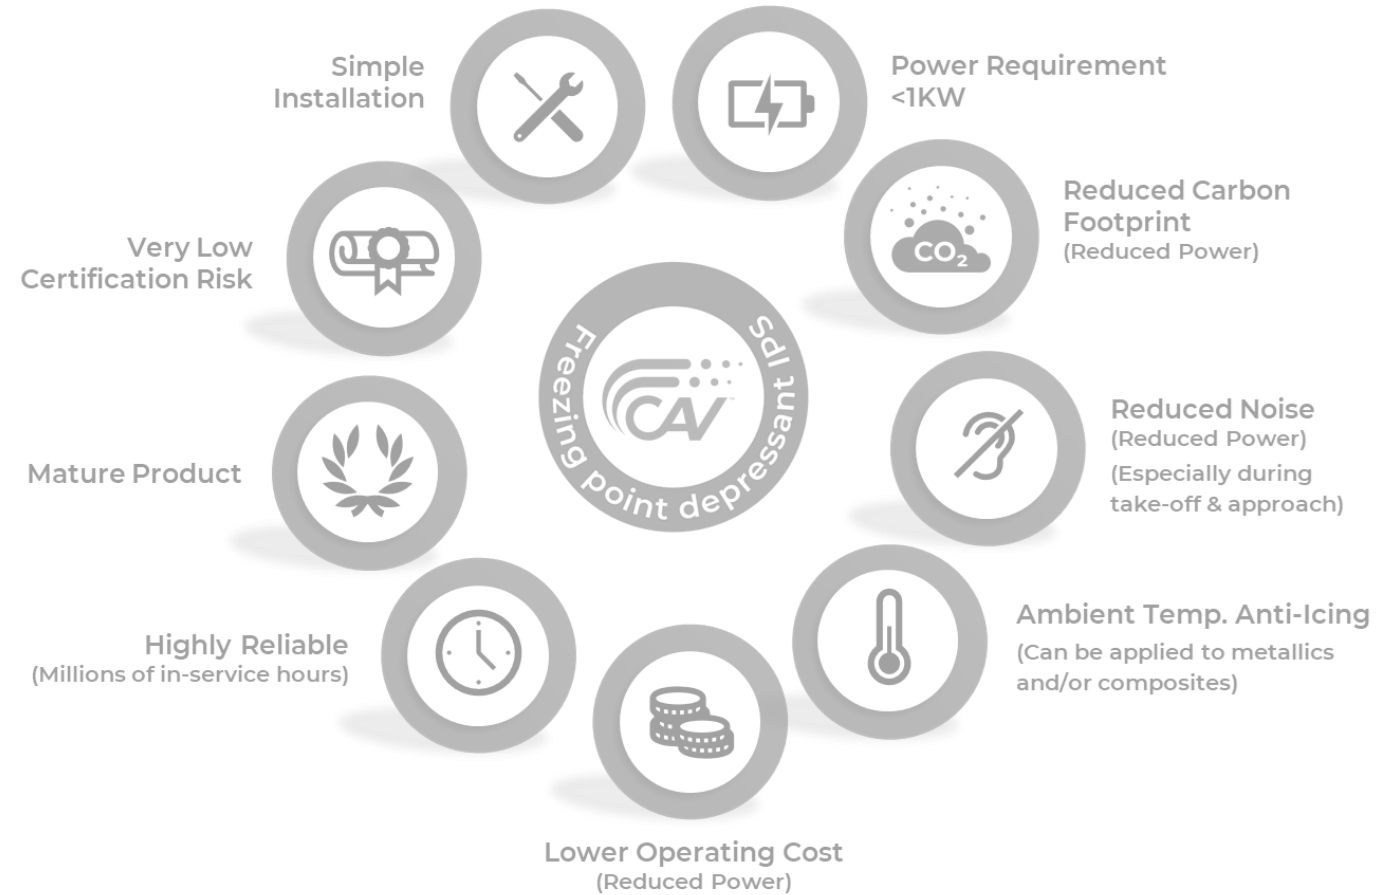 Simple
Installation
Power Requirement
<1KW
Reduced Carbon
Footprint
(Reduced Power)
CO2
Very Low
Certification Risk
Freezing point depressant IPS
CAV
™
Reduced Noise
(Reduced Power)
(Especially during
take-off & approach)
Mature Product
Ambient Temp. Anti-Icing
(Can be applied to metallics
and/or composites)
Highly Reliable
(Millions of in-service hours)
Lower Operating Cost
(Reduced Power)